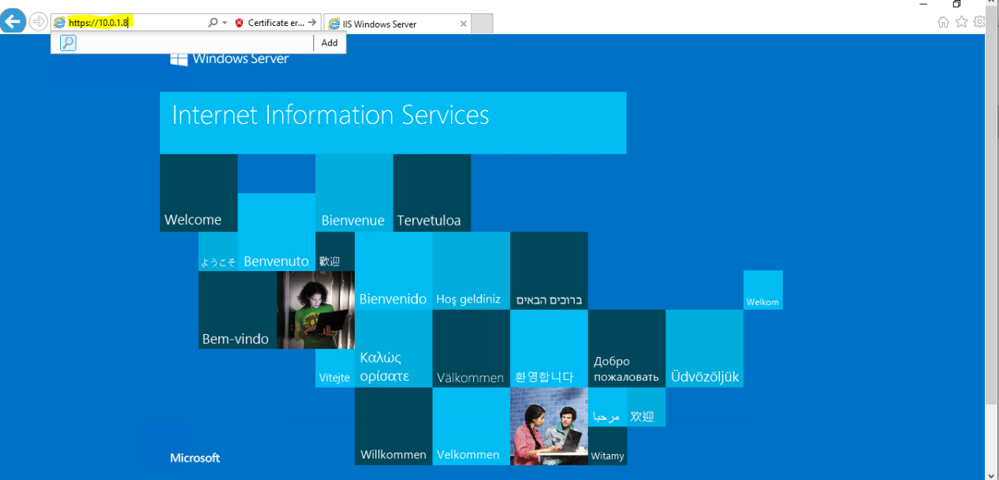 https://10.0.1.8
Certificate er...
IIS Windows Server
Add
Windows Server
Internet Information Services
Welcome
Bienvenue
Tervetuloa
ようこそ
Benvenuto
歡迎
Bienvenido
Hoş geldiniz
ברוכים הבאים
Welkom
Bem-vindo
Vítejte
Καλώς
ορίσατε
Välkommen
환영합니다
Добро
пожаловать
Üdvözöljük
مرحبا
欢迎
Microsoft
Willkommen
Velkommen
Witamy